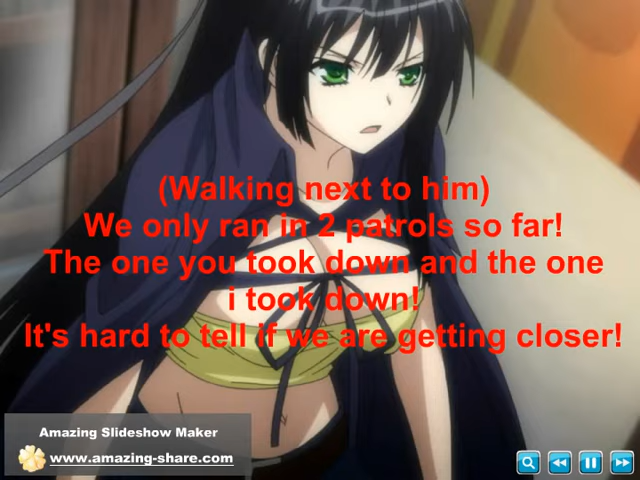 (Walking next to him)
We only ran in 2 patrols so far!
The one you took down and the one
i took down!
It's hard to tell if we are getting closer!
Amazing Slideshow Maker
www.amazing-share.com